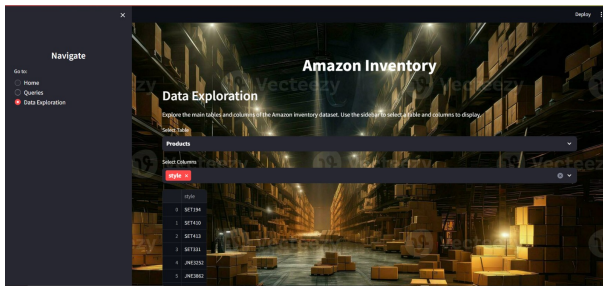 Deploy
Navigate
Go to:
Home
Queries
Data Exploration
Amazon Inventory
Data Exploration
Explore the main tables and columns of the Amazon inventory dataset. Use the sidebar to select a table and columns to display.
Select Table
Products
Select Columns
style ×
style
0 SET394
1 SET410
2 SET413
3 SET331
4 JNE3252
5 JNE3862
Vecteezy